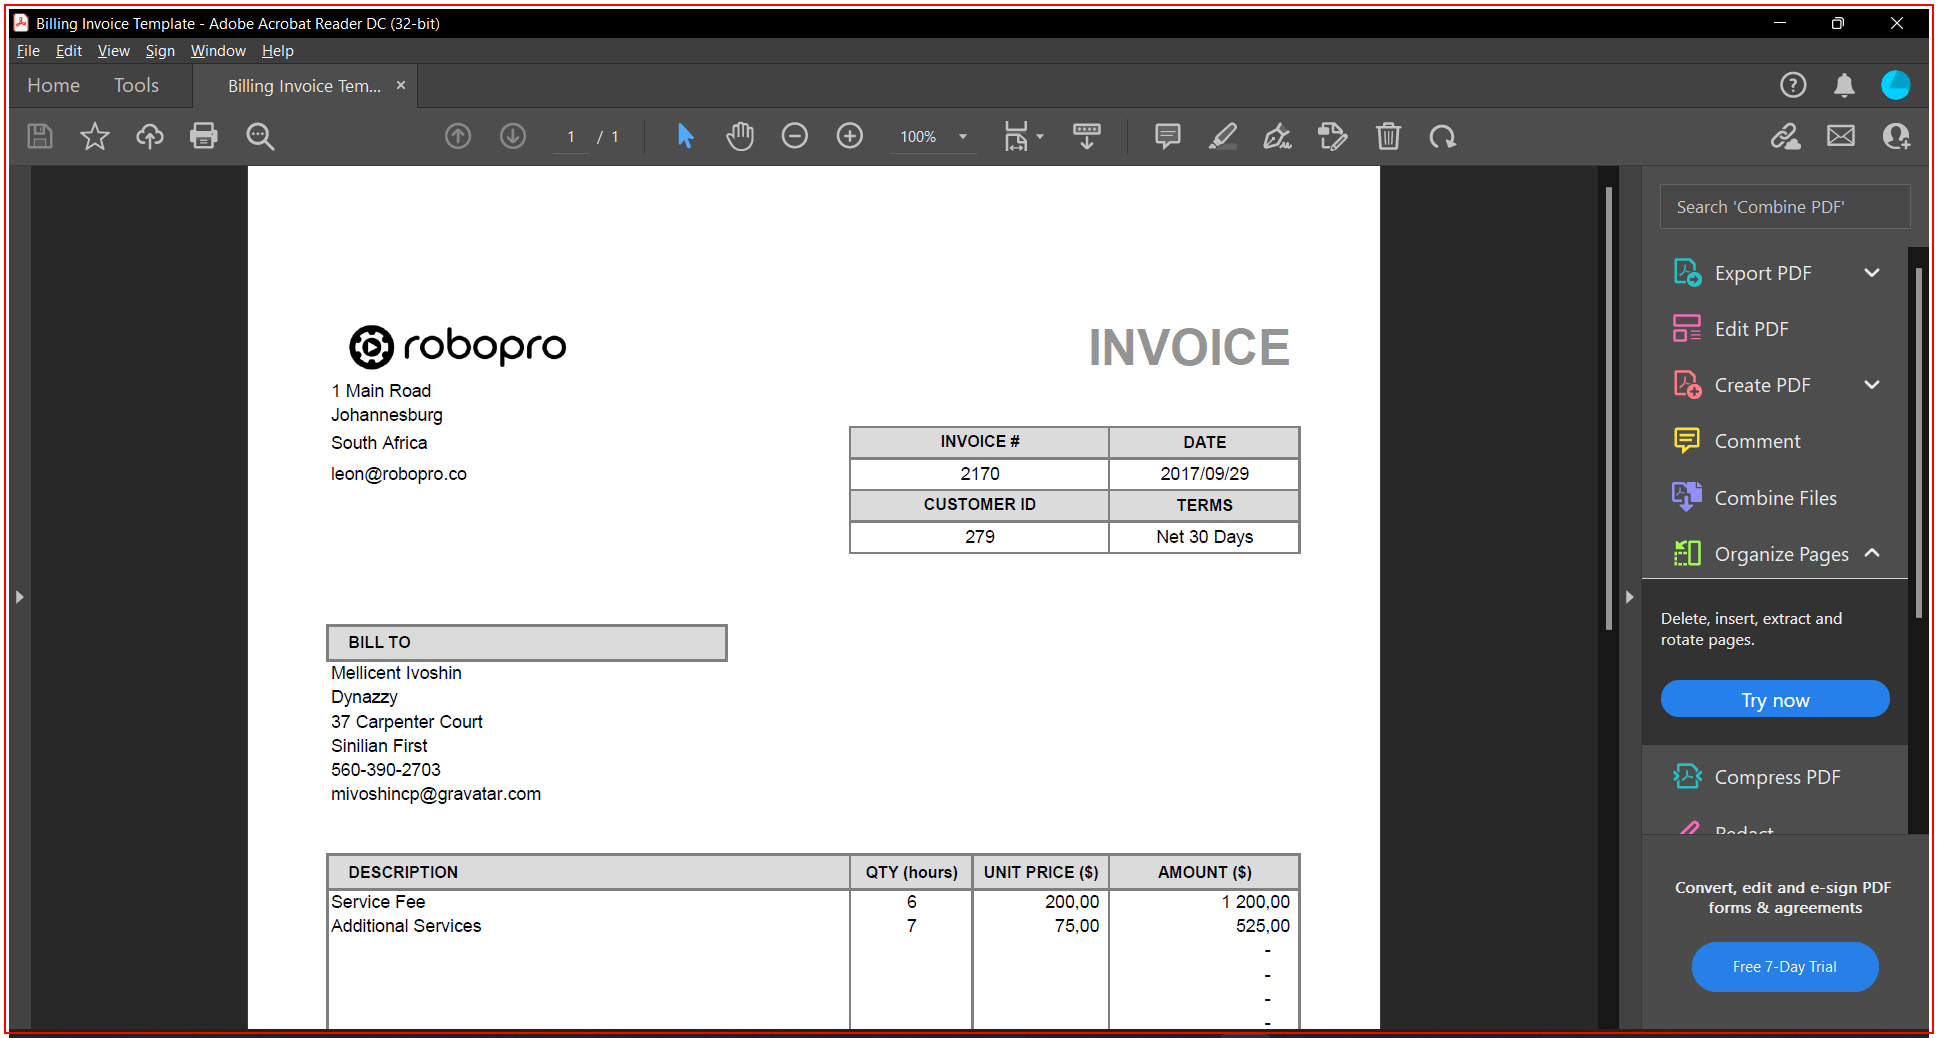 Billing Invoice Template - Adobe Acrobat Reader DC (32-bit)
File Edit View Sign Window Help
Home Tools Billing Invoice Tem... ×
1 / 1 100%
Search 'Combine PDF'
Export PDF
Edit PDF
Create PDF
Comment
Combine Files
Organize Pages
Delete, insert, extract and
rotate pages.
Try now
Compress PDF
Redact
Convert, edit and e-sign PDF
forms & agreements
Free 7-Day Trial
robopro
INVOICE
1 Main Road
Johannesburg
South Africa
leon@robopro.co
INVOICE # DATE
2170 2017/09/29
CUSTOMER ID TERMS
279 Net 30 Days
BILL TO
Mellicent Ivoshin
Dynazzy
37 Carpenter Court
Sinilian First
560-390-2703
mivoshincp@gravatar.com
DESCRIPTION QTY (hours) UNIT PRICE ($) AMOUNT ($)
Service Fee 6 200,00 1 200,00
Additional Services 7 75,00 525,00
-
-
-
-